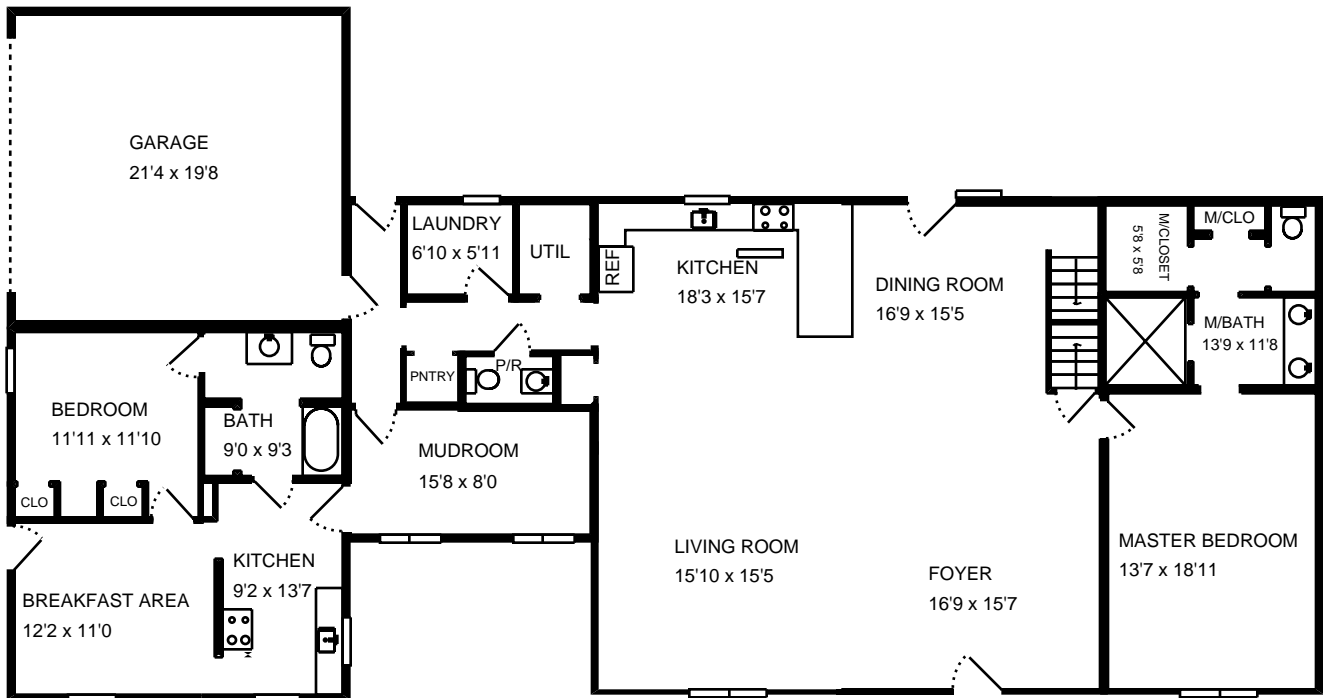 GARAGE
21'4 x 19'8
LAUNDRY
6'10 x 5'11
UTIL
REF
KITCHEN
18'3 x 15'7
DINING ROOM
16'9 x 15'5
M/CLOSET
5'8 x 5'8
M/CLO
M/BATH
13'9 x 11'8
P/R
PNTRY
BEDROOM
11'11 x 11'10
BATH
9'0 x 9'3
MUDROOM
15'8 x 8'0
CLO
CLO
KITCHEN
9'2 x 13'7
BREAKFAST AREA
12'2 x 11'0
LIVING ROOM
15'10 x 15'5
FOYER
16'9 x 15'7
MASTER BEDROOM
13'7 x 18'11